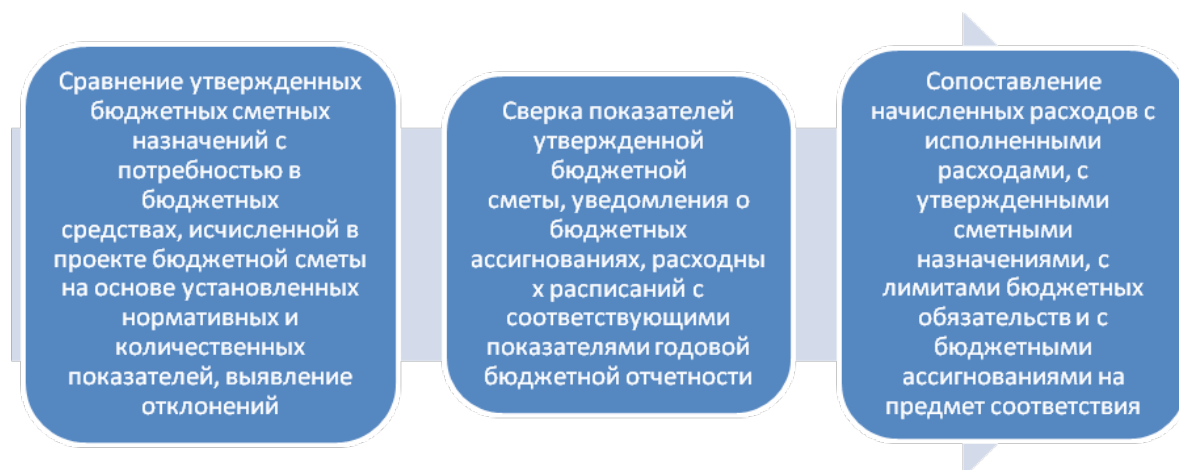 Сравнение утвержденных
бюджетных сметных
назначений с
потребностью в
бюджетных
средствах, исчисленной в
проекте бюджетной сметы
на основе установленных
нормативных и
количественных
показателей, выявление
отклонений
Сверка показателей
утвержденной
бюджетной
сметы, уведомления о
бюджетных
ассигнованиях, расходны
х расписаний с
соответствующими
показателями годовой
бюджетной отчетности
Сопоставление
начисленных расходов с
исполненными
расходами, с
утвержденными
сметными
назначениями, с
лимитами бюджетных
обязательств и с
бюджетными
ассигнованиями на
предмет соответствия